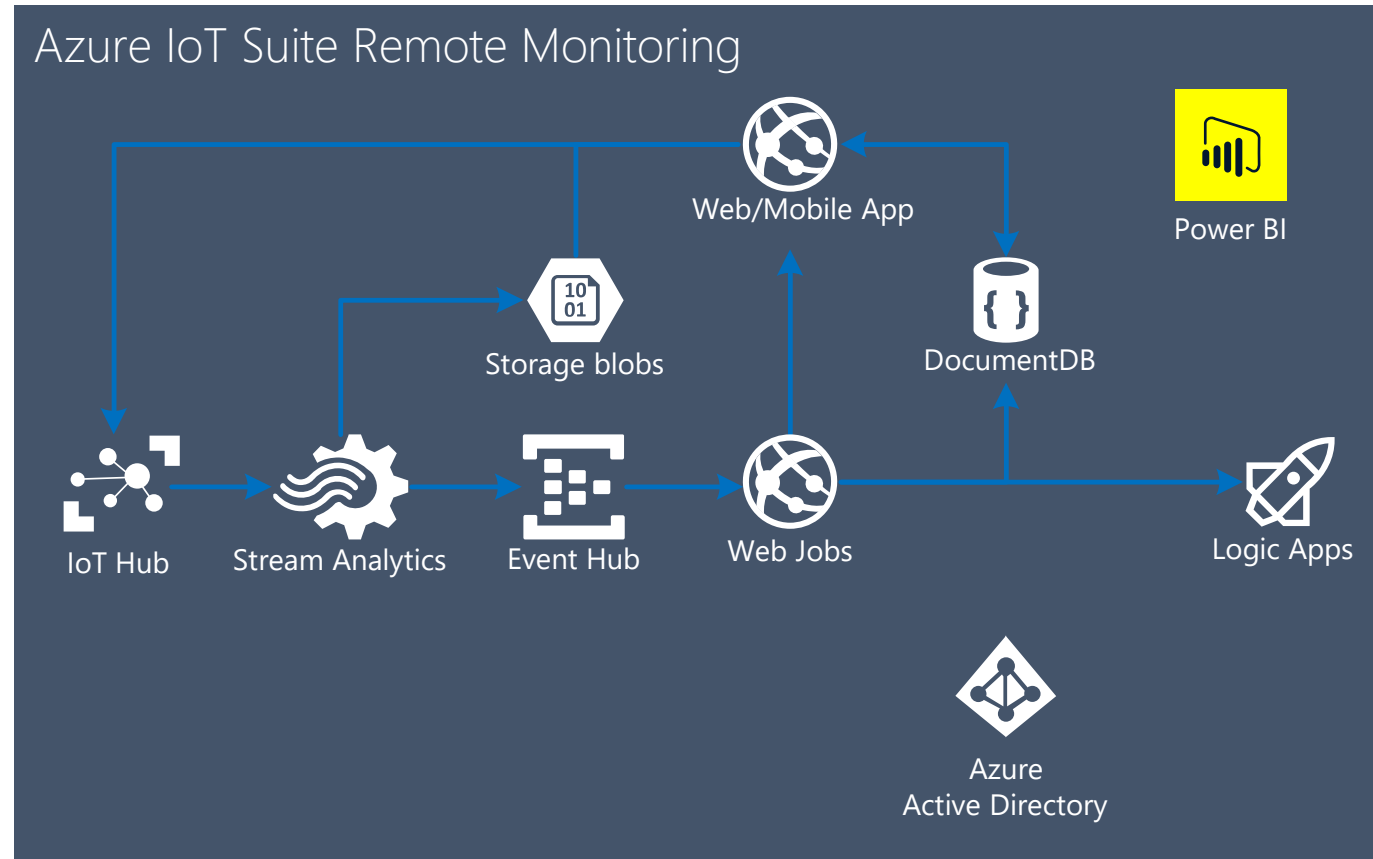 Azure IoT Suite Remote Monitoring
Web/Mobile App
Power BI
10
01
Storage blobs
{ }
DocumentDB
IoT Hub
Stream Analytics
Event Hub
Web Jobs
Logic Apps
Azure
Active Directory